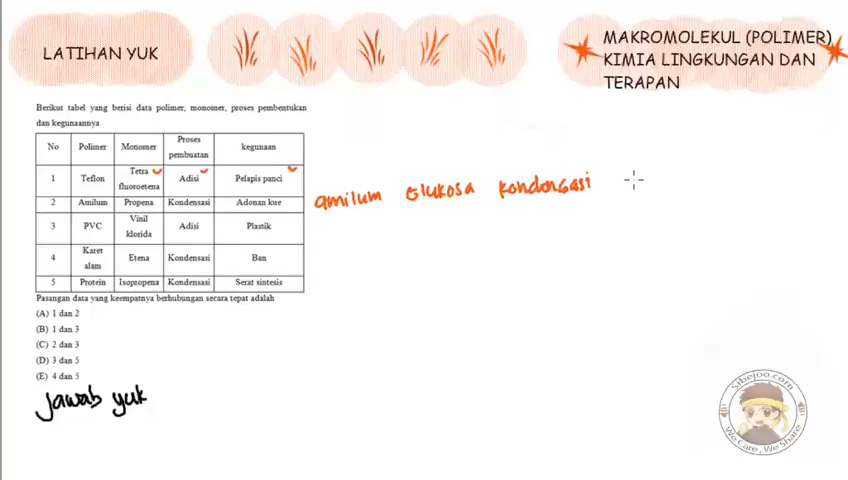 LATIHAN YUK
MAKROMOLEKUL (POLIMER)
KIMIA LINGKUNGAN DAN
TERAPAN
Berikut tabel yang berisi data polimer, monomer, proses pembentukan
dan kegunaannya
No Polimer Monomer Proses pembuatan kegunaan
1 Teflon Tetra fluoroetena Adisi Pelapis panci
2 Amilum Propena Kondensasi Adonan kue
3 PVC Vinil klorida Adisi Plastik
4 Karet alam Etena Kondensasi Ban
5 Protein Isopropena Kondensasi Serat sintesis
amilum Glukosa kondensasi
Pasangan data yang keempatnya berhubungan secara tepat adalah
(A) 1 dan 2
(B) 1 dan 3
(C) 2 dan 3
(D) 3 dan 5
(E) 4 dan 5
Jawab yuk
Sibejoo.com
We Care, We Share